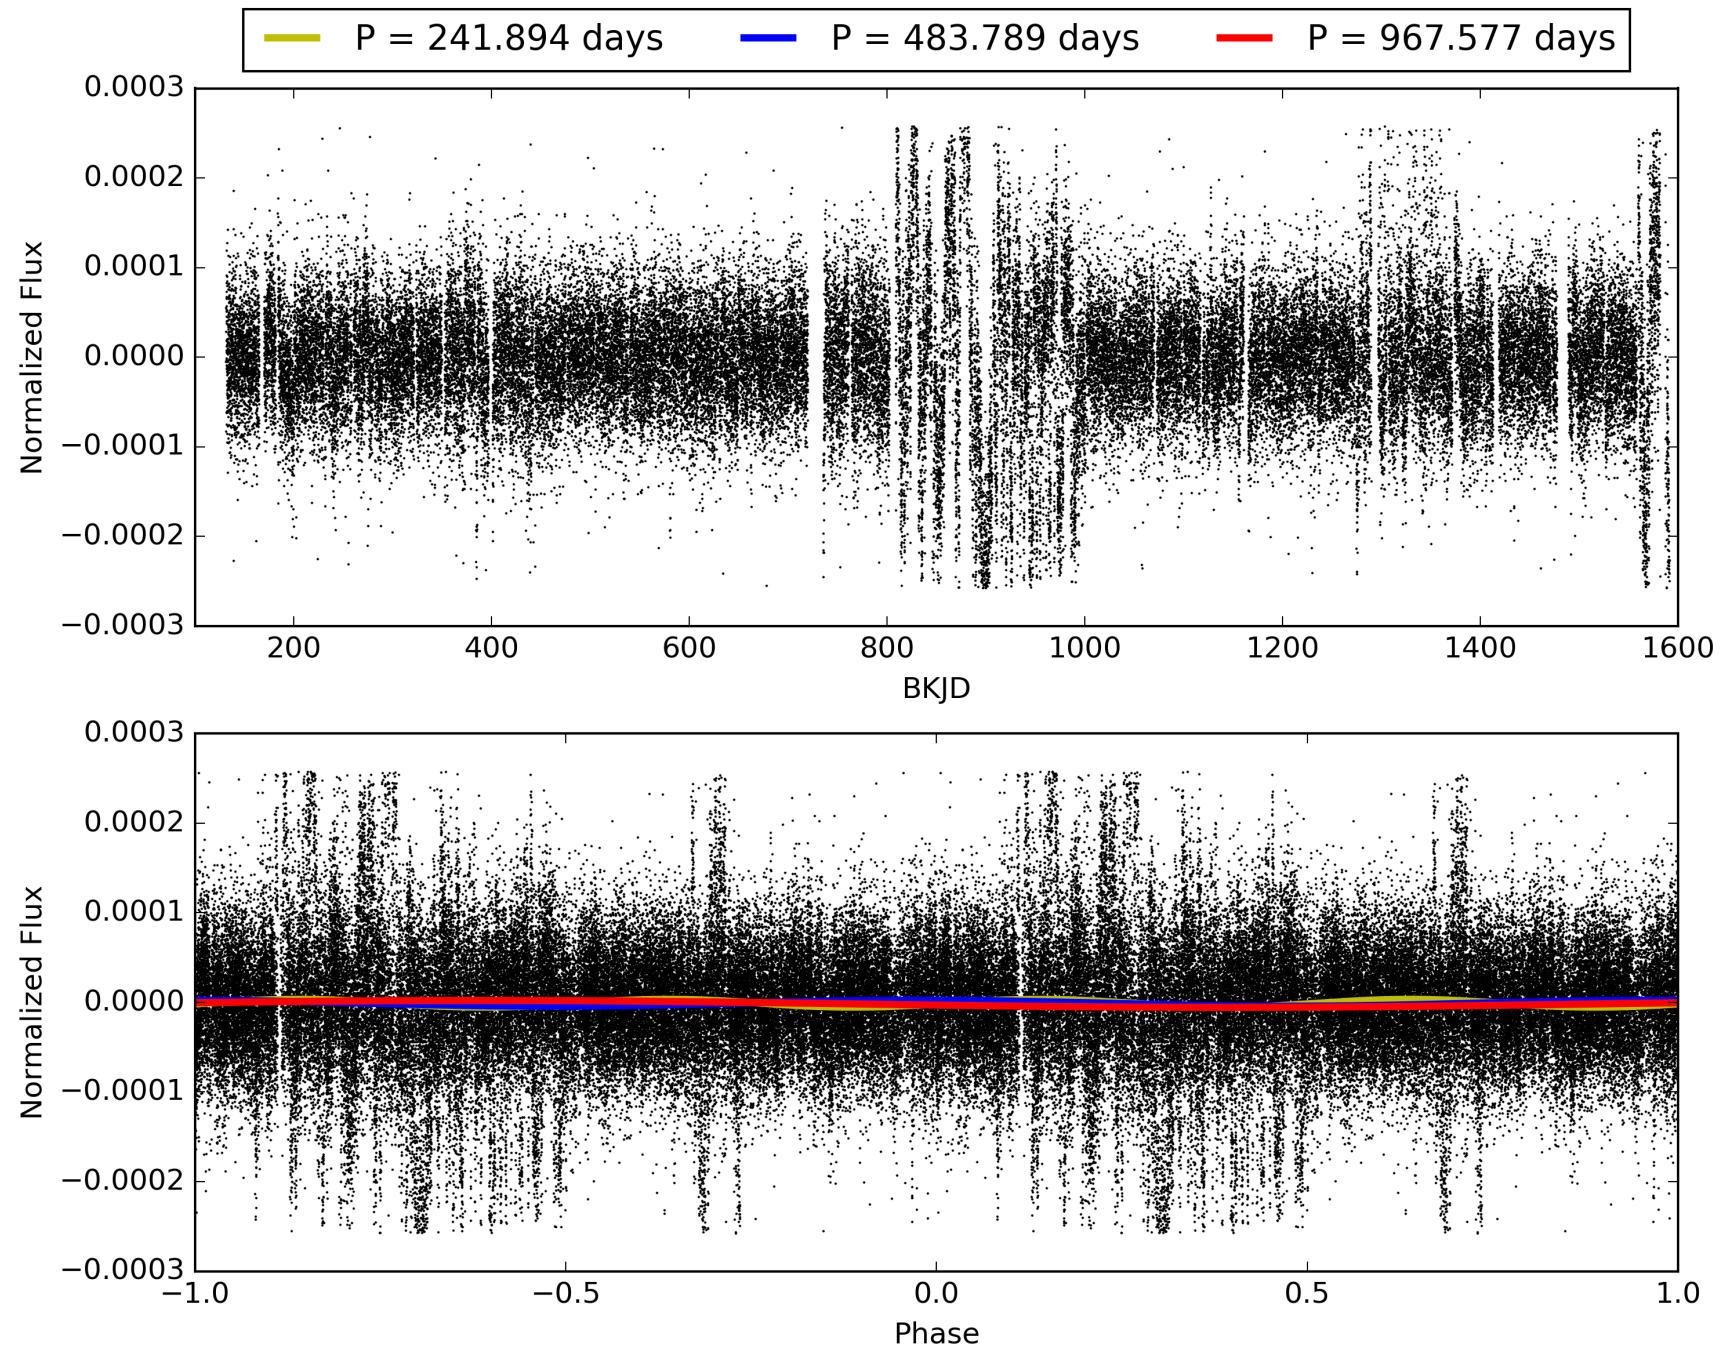 P = 241.894 days P = 483.789 days P = 967.577 days
0.0003
0.0002
0.0001
0.0000
−0.0001
−0.0002
−0.0003
Normalized Flux
200 400 600 800 1000 1200 1400 1600
BKJD
0.0003
0.0002
0.0001
0.0000
−0.0001
−0.0002
−0.0003
Normalized Flux
−1.0 −0.5 0.0 0.5 1.0
Phase